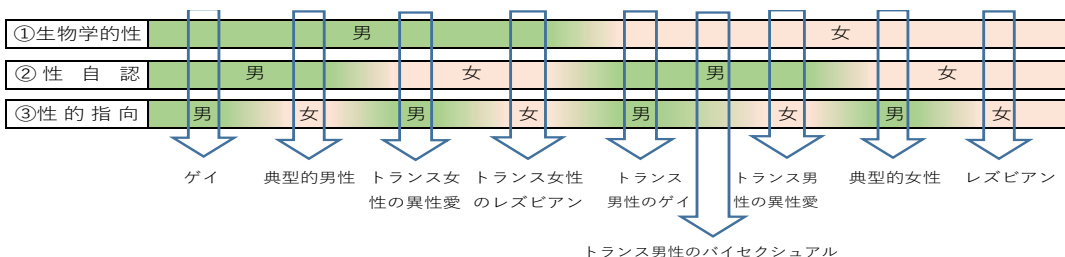 ①生物学的性 男 女
②性自認 男 女 男 女
③性的指向 男 女 男 女 男 女 男 女
ゲイ 典型的男性 トランス女 トランス女性 トランス トランス男 典型的女性 レズビアン
性の異性愛 のレズビアン 男性のゲイ 性の異性愛
トランス男性のバイセクシュアル